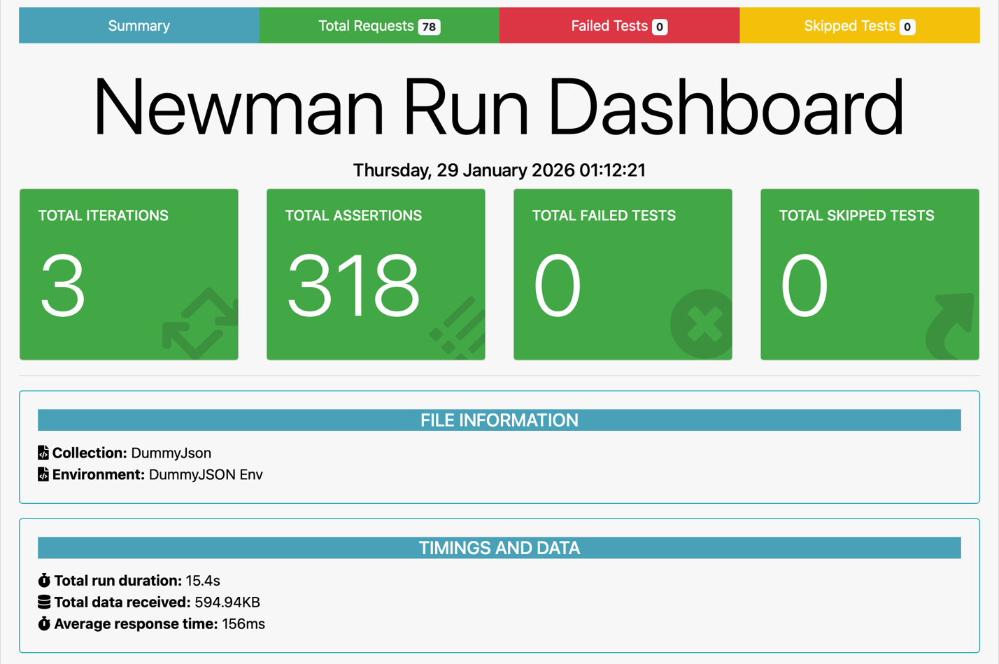 Summary
Total Requests 78
Failed Tests 0
Skipped Tests 0
Newman Run Dashboard
Thursday, 29 January 2026 01:12:21
TOTAL ITERATIONS
3
TOTAL ASSERTIONS
318
TOTAL FAILED TESTS
0
TOTAL SKIPPED TESTS
0
FILE INFORMATION
Collection: DummyJson
Environment: DummyJSON Env
TIMINGS AND DATA
Total run duration: 15.4s
Total data received: 594.94KB
Average response time: 156ms